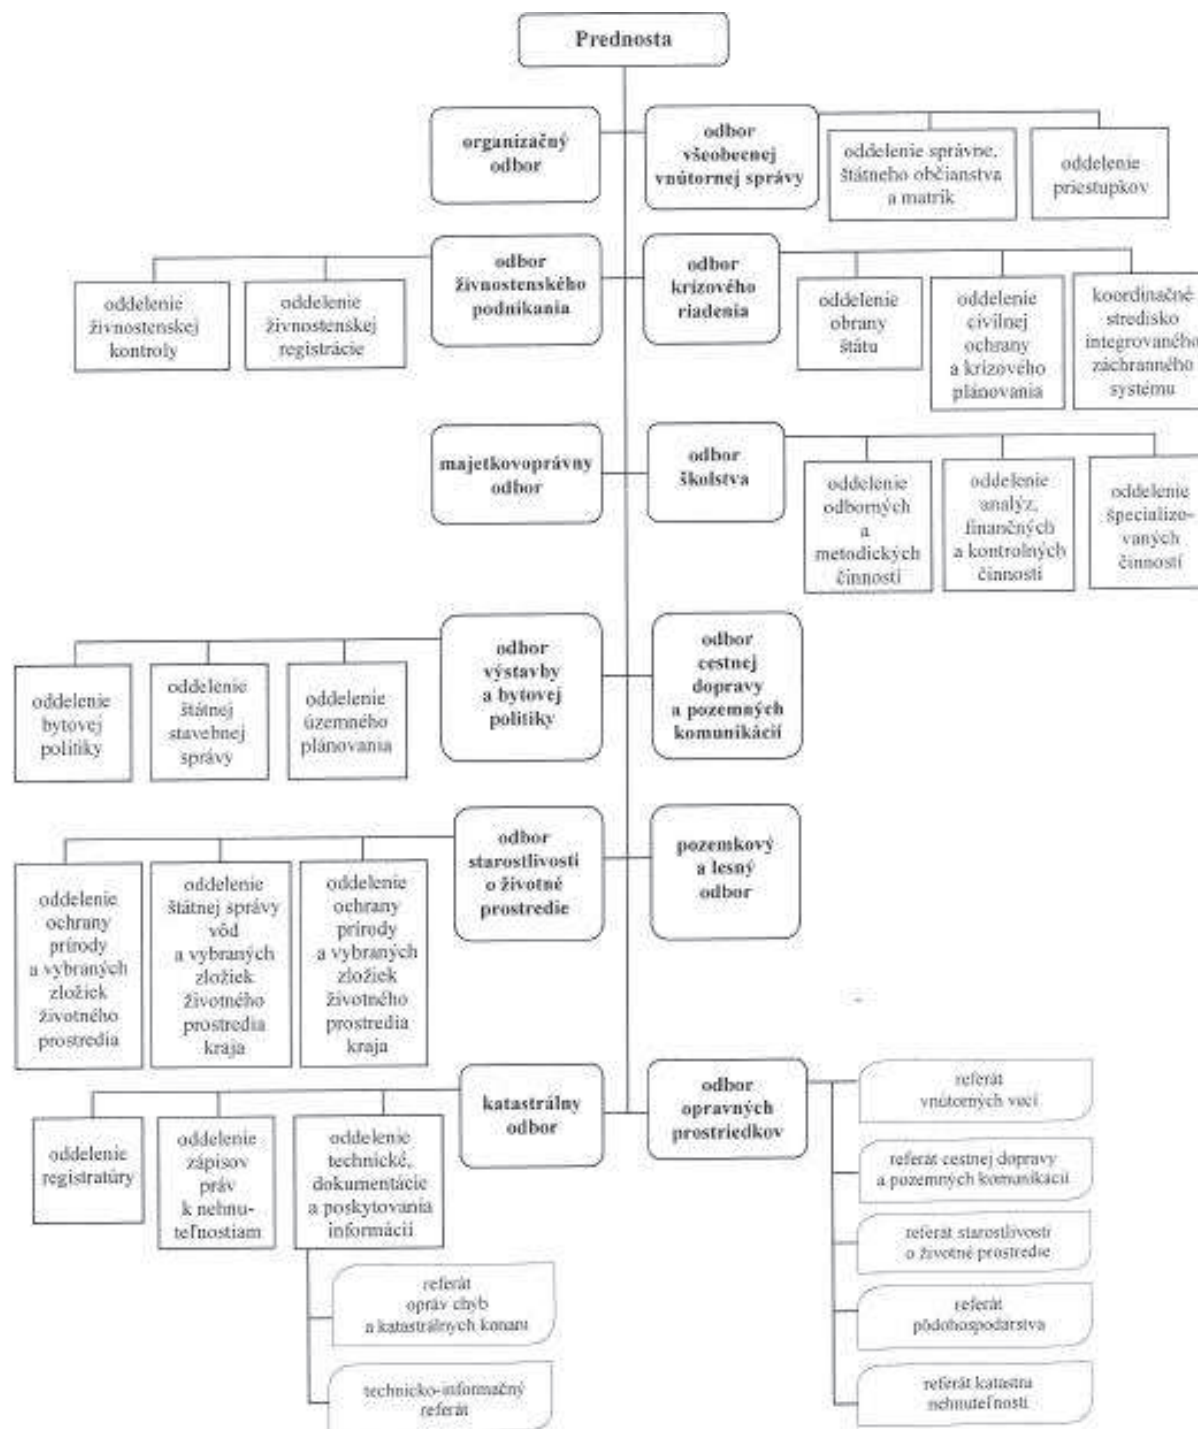 Prednosta
organizačný
odbor
odbor
všeobecnej
vnútornej správy
oddelenie správne,
štátneho občianstva
a matrík
oddelenie
priestupkov
odbor
živnostenského
podnikania
oddelenie
živnostenskej
kontroly
oddelenie
živnostenskej
registrácie
odbor
krízového
riadenia
oddelenie
obrany
štátu
oddelenie
civilnej
ochrany
a krízového
plánovania
koordinačné
stredisko
integrovaného
záchranného
systému
majetkovoprávny
odbor
odbor
školstva
oddelenie
odborných
a
metodických
činností
oddelenie
analýz,
finančných
a kontrolných
činností
oddelenie
špecializo-
vaných
činností
odbor
výstavby
a bytovej
politiky
oddelenie
bytovej
politiky
oddelenie
štátnej
stavebnej
správy
oddelenie
územného
plánovania
odbor
cestnej
dopravy
a pozemných
komunikácií
odbor
starostlivosti
o životné
prostredie
oddelenie
ochrany
prírody
a vybraných
zložiek
životného
prostredia
oddelenie
štátnej správy
vôd
a vybraných
zložiek
životného
prostredia
kraja
oddelenie
ochrany
prírody
a vybraných
zložiek
životného
prostredia
kraja
pozemkový
a lesný
odbor
katastrálny
odbor
oddelenie
registratúry
oddelenie
zápisov
práv
k nehnu-
teľnostiam
oddelenie
technické,
dokumentácie
a poskytovania
informácií
referát
opráv chýb
a katastrálnych konaní
technicko-informačný
referát
odbor
opravných
prostriedkov
referát
vnútorných vecí
referát cestnej dopravy
a pozemných komunikácií
referát starostlivosti
o životné prostredie
referát
pôdohospodárstva
referát katastra
nehnuteľností